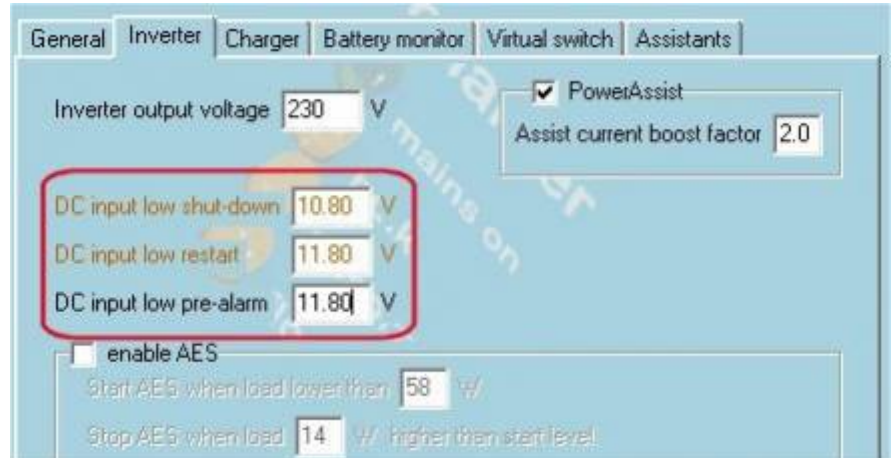 General Inverter Charger Battery monitor Virtual switch Assistants
PowerAssist
Inverter output voltage 230 V
Assist current boost factor 2.0
DC input low shut-down 10.80 V
DC input low restart 11.80 V
DC input low pre-alarm 11.80 V
enable AES
Start AES when load lower than 58 W
Stop AES when load 14 W higher than start level
mains on